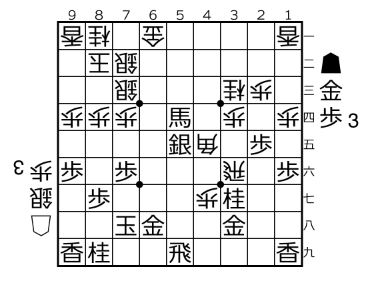 9 8 7 6 5 4 3 2 1
香 桂 金 香 一
王 銀 二
銀 桂 歩 三
歩 歩 歩 馬 歩 歩 四
銀 角 歩 五
歩 歩 飛 歩 六
歩 歩 桂 七
玉 金 金 八
香 桂 飛 香 九
金
歩3
銀
歩3